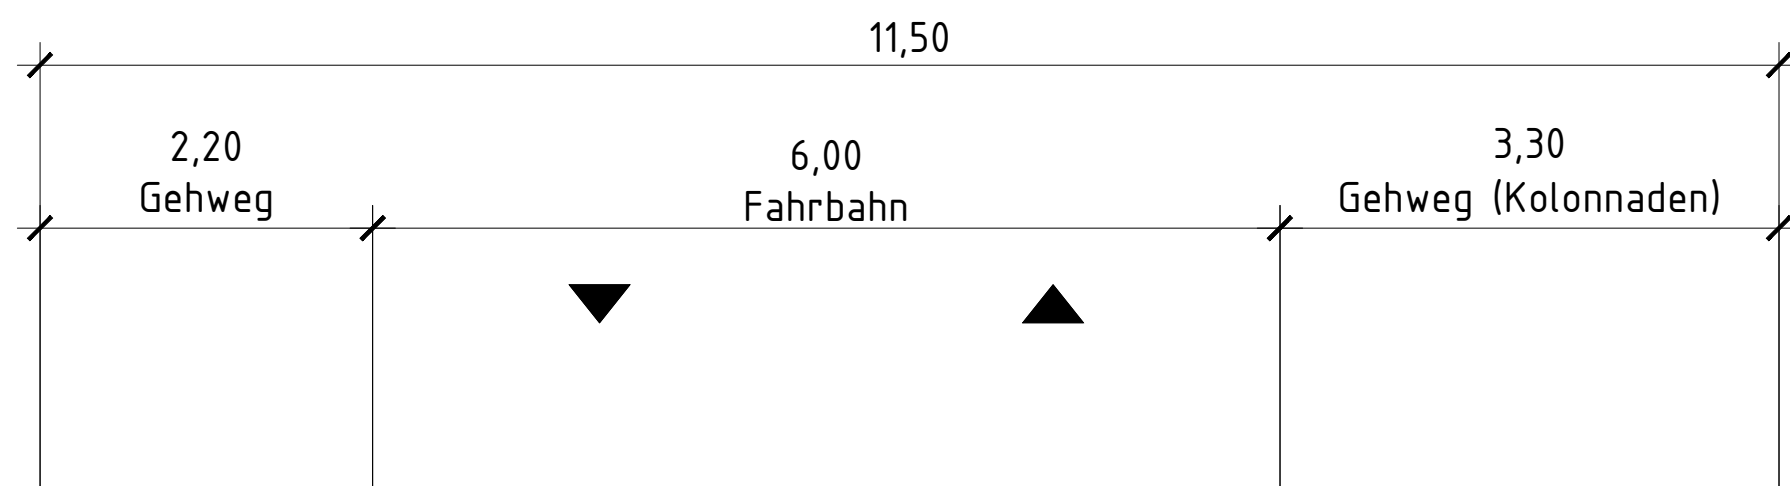 11,50
2,20
Gehweg
6,00
Fahrbahn
3,30
Gehweg (Kolonnaden)